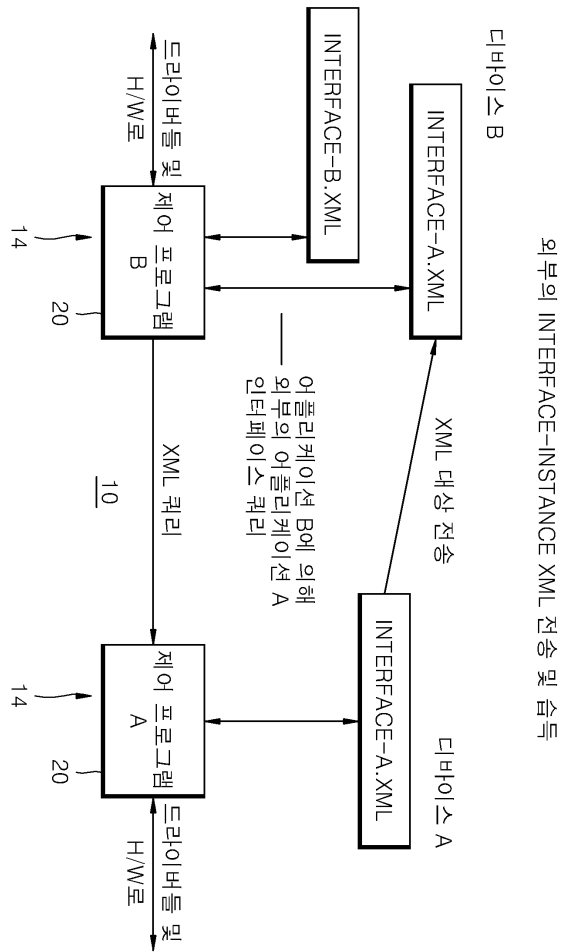 외부의 INTERFACE-INSTANCE XML 전송 및 습득
디바이스 B
디바이스 A
INTERFACE-A.XML
XML 대상 전송
INTERFACE-B.XML
INTERFACE-A.XML
어플리케이션 B에 의해
외부의 어플리케이션 A
인터페이스 쿼리
드라이버들 및
H/W로
제어 프로그램
B
XML 쿼리
제어 프로그램
A
드라이버들 및
H/W로
14
20
10
14
20